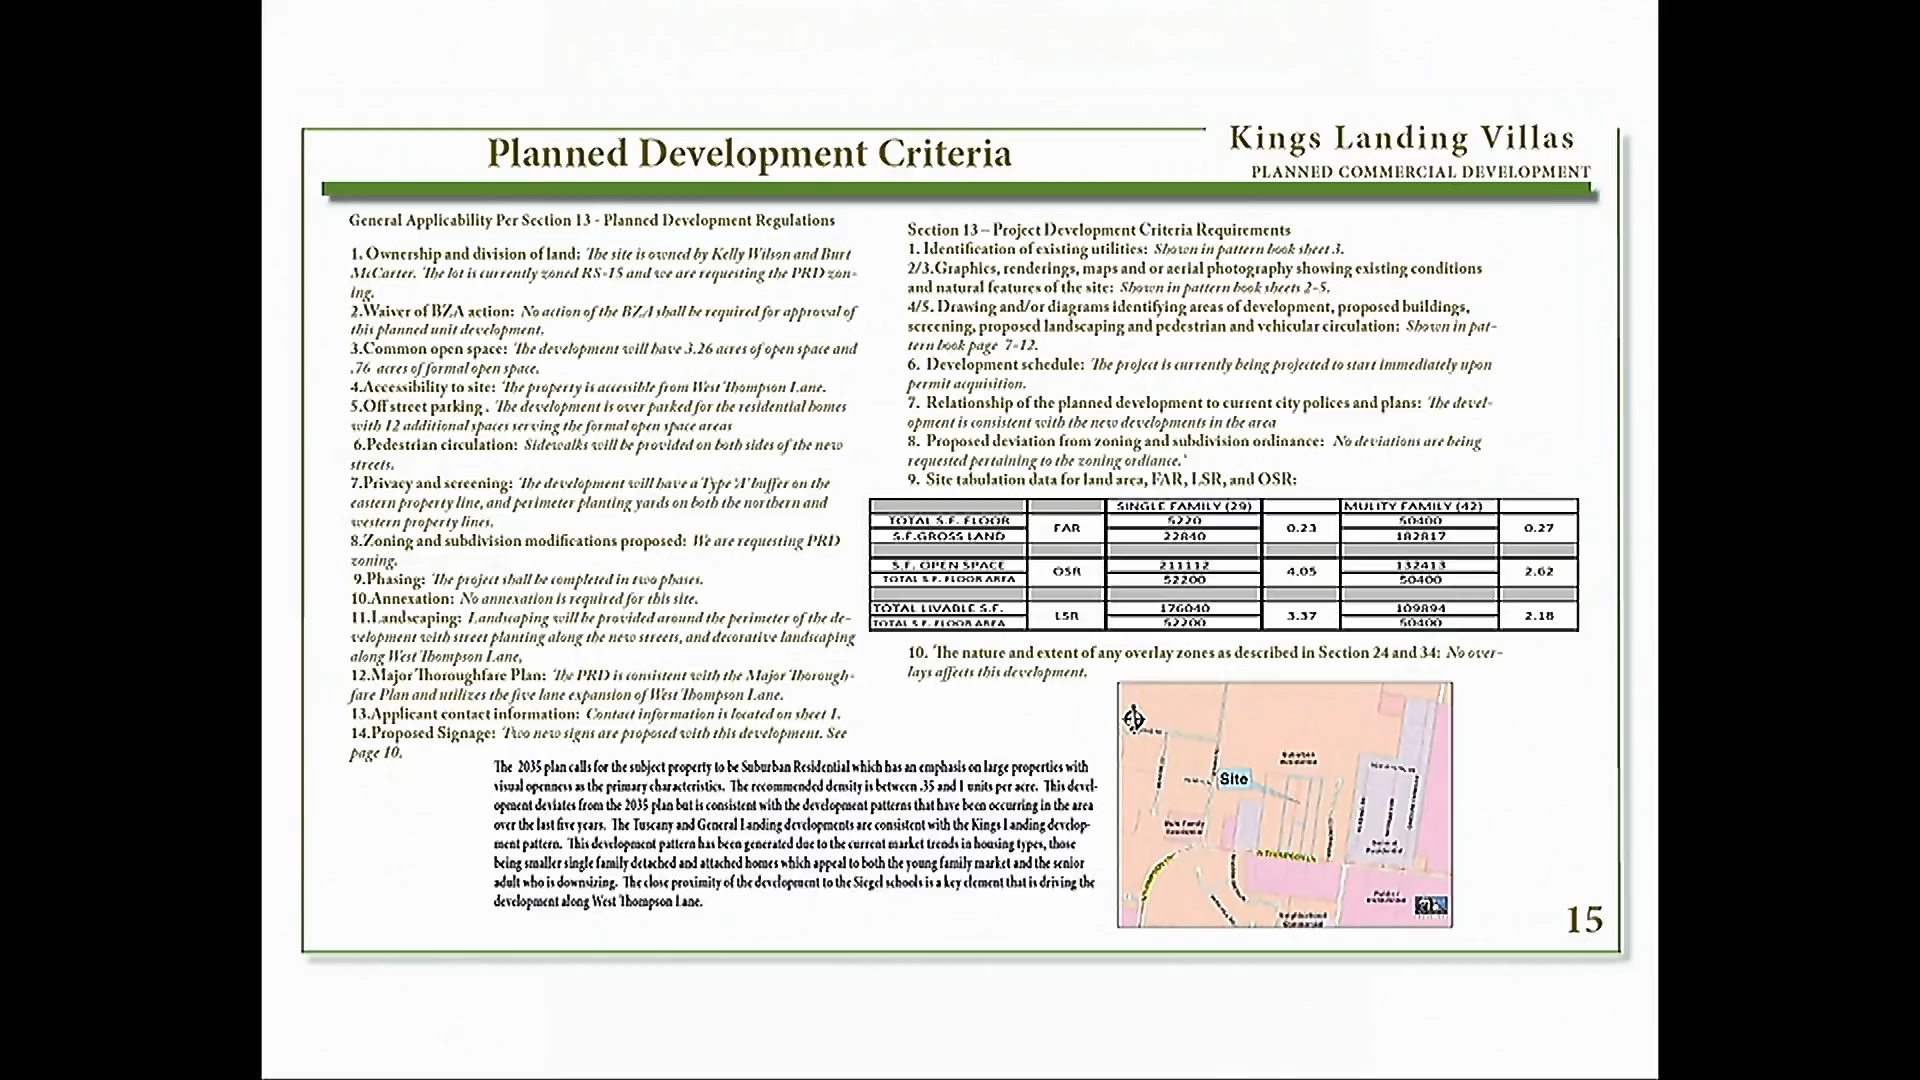 Planned Development Criteria
Kings Landing Villas
PLANNED COMMERCIAL DEVELOPMENT
General Applicability Per Section 13 - Planned Development Regulations
1. Ownership and division of land: The site is owned by Kelly Wilson and Burt
McCarter. The lot is currently zoned RS-15 and we are requesting the PRD zon-
ing.
2.Waiver of BZA action: No action of the BZA shall be required for approval of
this planned unit development.
3.Common open space: The development will have 3.26 acres of open space and
.76 acres of formal open space.
4.Accessibility to site: The property is accessible from West Thompson Lane.
5.Off street parking . The development is over parked for the residential homes
with 12 additional spaces serving the formal open space areas
6.Pedestrian circulation: Sidewalks will be provided on both sides of the new
streets.
7.Privacy and screening: The development will have a Type 'A' buffer on the
eastern property line, and perimeter planting yards on both the northern and
western property lines.
8.Zoning and subdivision modifications proposed: We are requesting PRD
zoning.
9.Phasing: The project shall be completed in two phases.
10.Annexation: No annexation is required for this site.
11.Landscaping: Landscaping will be provided around the perimeter of the de-
velopment with street planting along the new streets, and decorative landscaping
along West Thompson Lane,
12.Major Thoroughfare Plan: The PRD is consistent with the Major Thorough-
fare Plan and utilizes the five lane expansion of West Thompson Lane.
13.Applicant contact information: Contact information is located on sheet 1.
14.Proposed Signage: Two new signs are proposed with this development. See
page 10.
Section 13 – Project Development Criteria Requirements
1. Identification of existing utilities: Shown in pattern book sheet 3.
2/3.Graphics, renderings, maps and or aerial photography showing existing conditions
and natural features of the site: Shown in pattern book sheets 2-5.
4/5. Drawing and/or diagrams identifying areas of development, proposed buildings,
screening, proposed landscaping and pedestrian and vehicular circulation: Shown in pat-
tern book page 7-12.
6. Development schedule: The project is currently being projected to start immediately upon
permit acquisition.
7. Relationship of the planned development to current city polices and plans: The devel-
opment is consistent with the new developments in the area
8. Proposed deviation from zoning and subdivision ordinance: No deviations are being
requested pertaining to the zoning ordiance.'
9. Site tabulation data for land area, FAR, LSR, and OSR:
SINGLE FAMILY (29) MULITY FAMILY (42)
TOTAL S.F. FLOOR FAR 5220 0.23 50400 0.27
S.F.GROSS LAND 22840 182817
S.F. OPEN SPACE OSR 211112 4.05 132413 2.62
TOTAL S.F. FLOOR AREA 52200 50400
TOTAL LIVABLE S.F. LSR 176040 3.37 109894 2.18
TOTAL S.F. FLOOR AREA 52200 50400
10. The nature and extent of any overlay zones as described in Section 24 and 34: No over-
lays affects this development.
The 2035 plan calls for the subject property to be Suburban Residential which has an emphasis on large properties with
visual openness as the primary characteristics. The recommended density is between .35 and 1 units per acre. This devel-
opment deviates from the 2035 plan but is consistent with the development patterns that have been occurring in the area
over the last five years. The Tuscany and General Landing developments are consistent with the Kings Landing develop-
ment pattern. This development pattern has been generated due to the current market trends in housing types, those
being smaller single family detached and attached homes which appeal to both the young family market and the senior
adult who is downsizing. The close proximity of the development to the Siegel schools is a key element that is driving the
development along West Thompson Lane.
Site
15